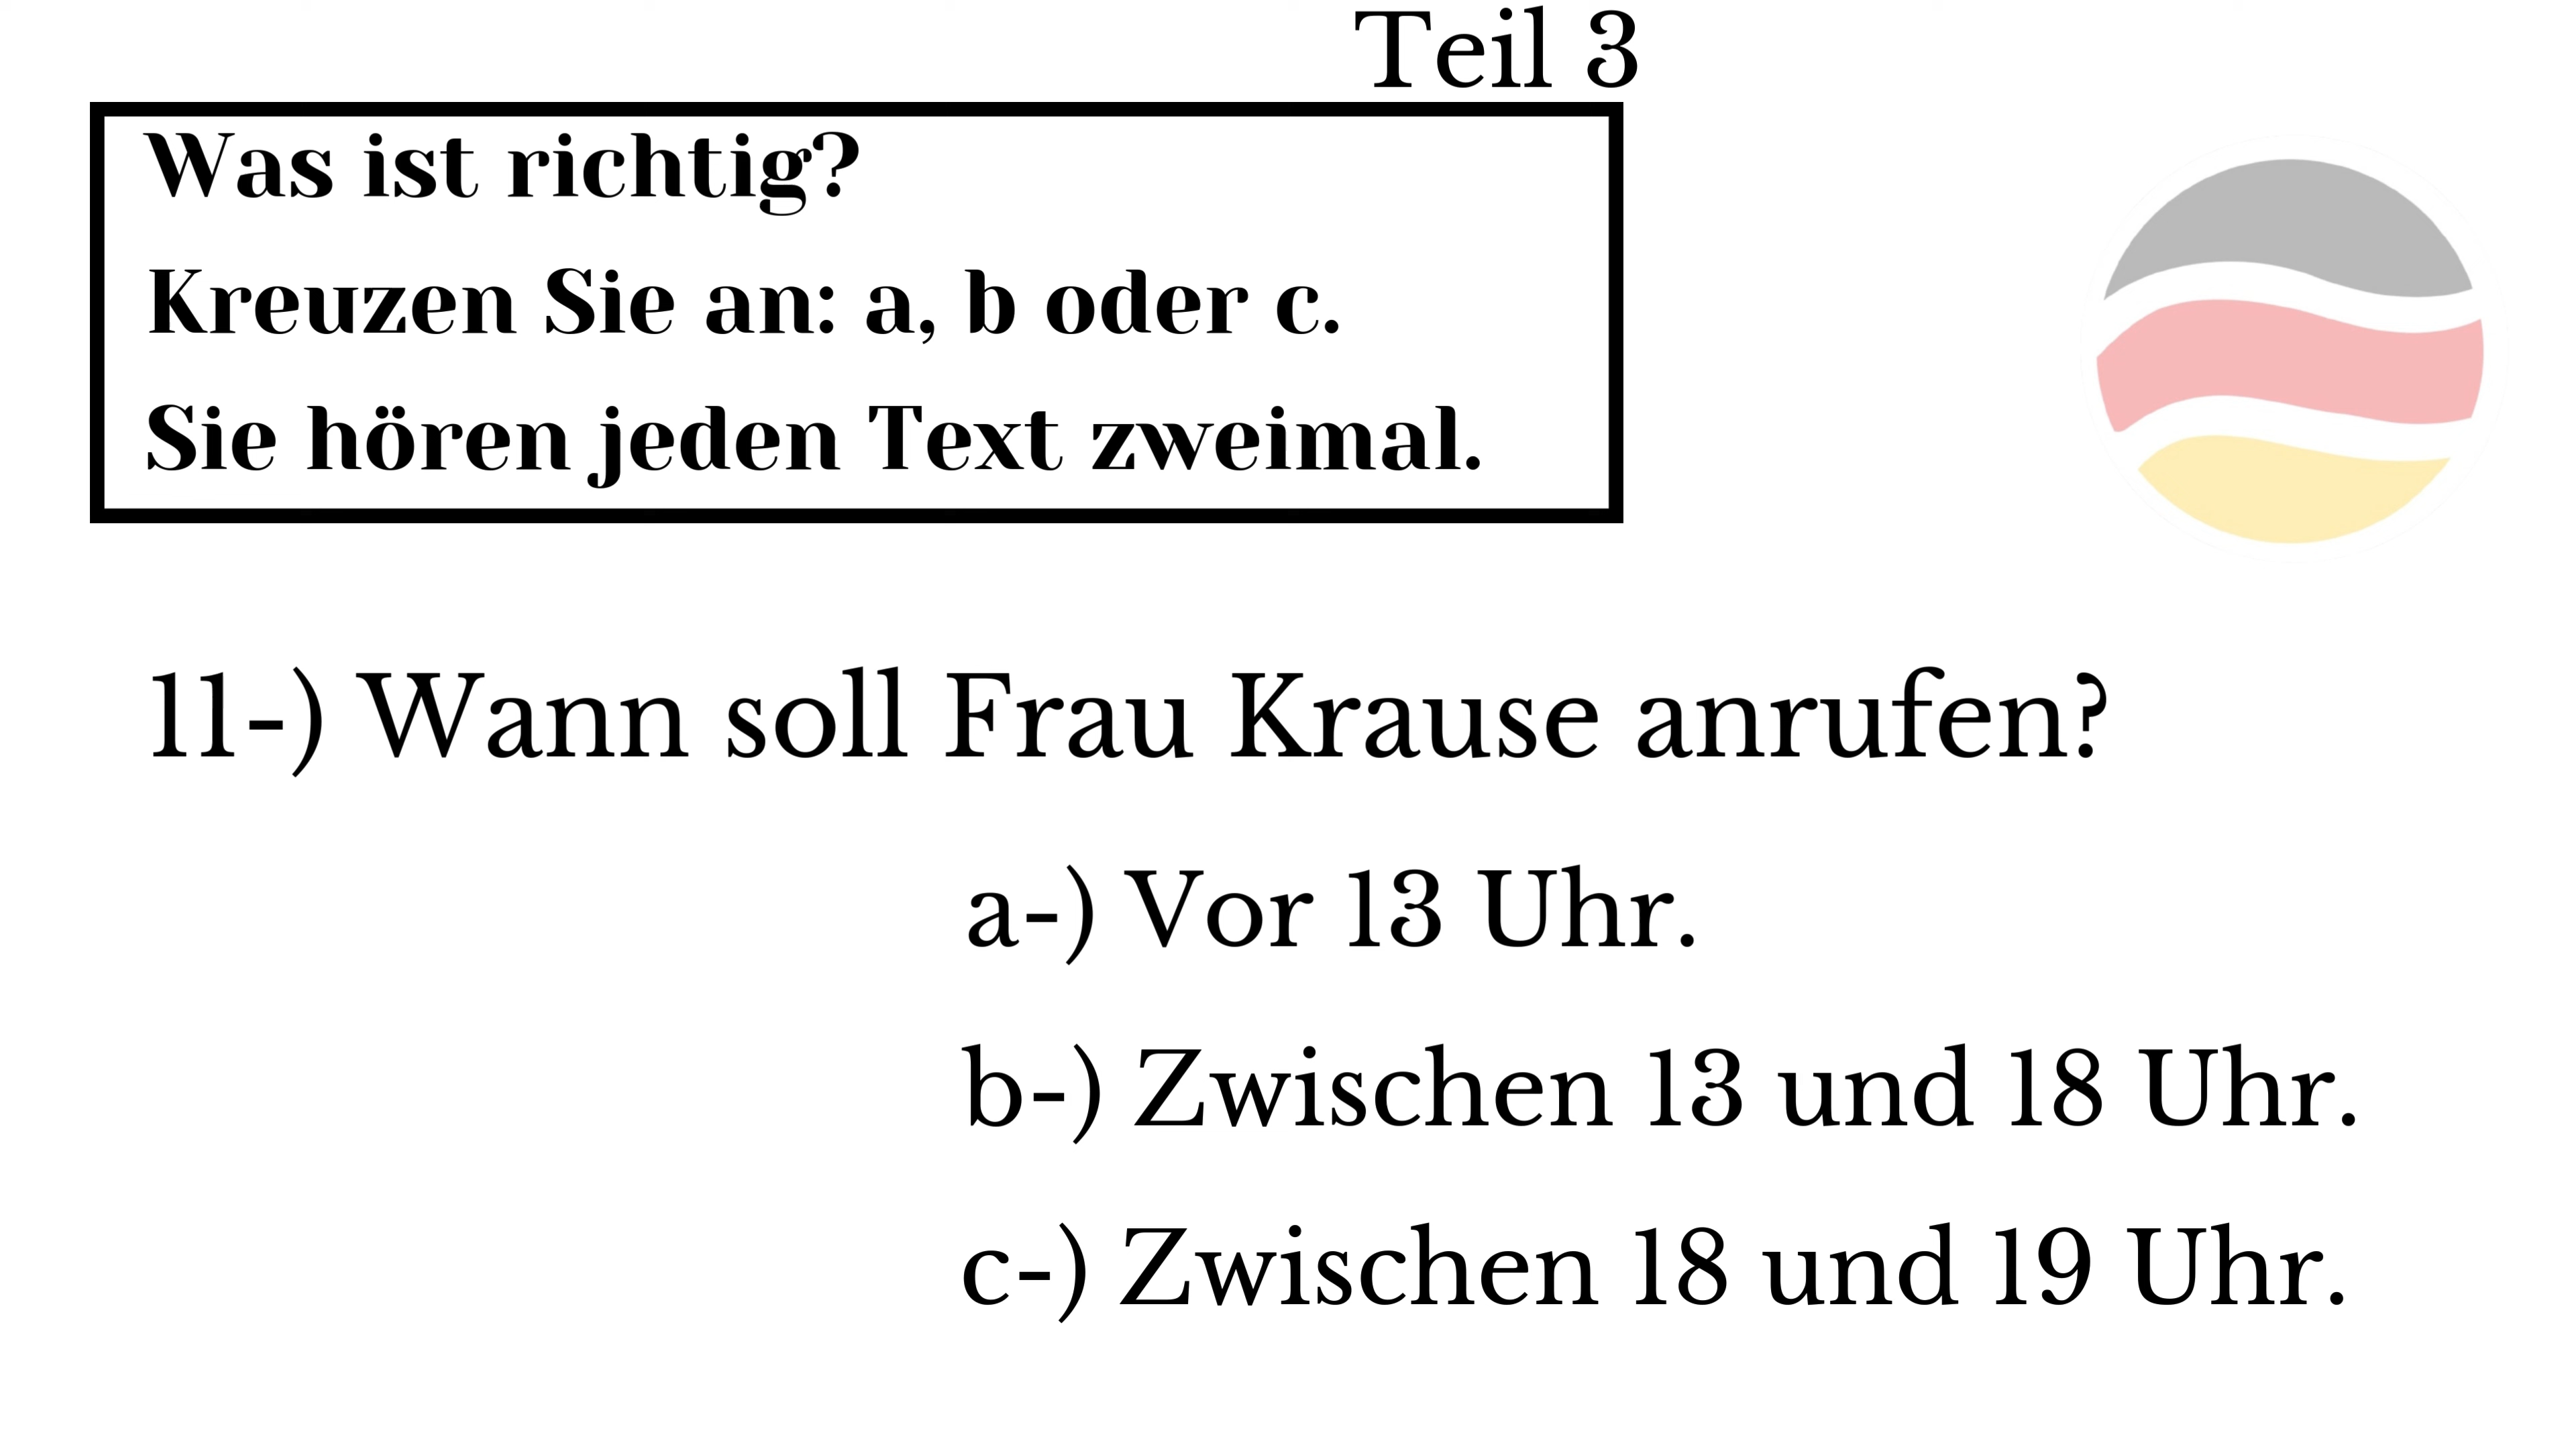 Teil 3
Was ist richtig?
Kreuzen Sie an: a, b oder c.
Sie hören jeden Text zweimal.
11-) Wann soll Frau Krause anrufen?
a-) Vor 13 Uhr.
b-) Zwischen 13 und 18 Uhr.
c-) Zwischen 18 und 19 Uhr.